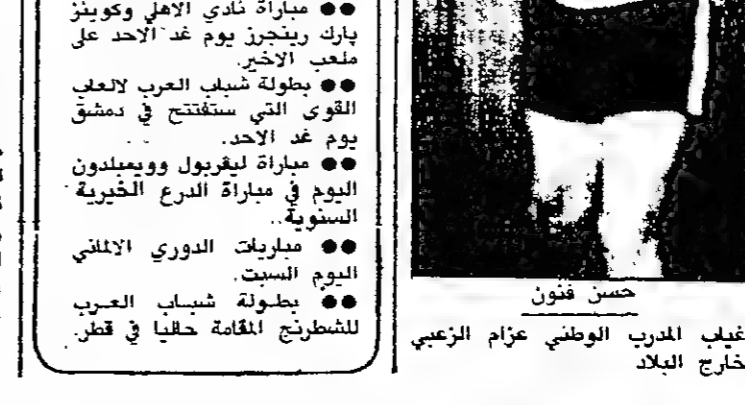 ●● مباراة نادي الاهلي وكوينز
بارك رينجرز يوم غد الاحد على
ملعب الاخير.
●● بطولة شباب العرب لالعاب
القوى التي ستفتتح في دمشق
يوم غد الاحد.
●● مباراة ليفربول وويمبلدون
اليوم في مباراة الدرع الخيرية
السنوية..
●● مباريات الدوري الالماني
اليوم السبت.
●● بطولة شباب العرب
للشطرنج المقامة حاليا في قطر.
حسن فنون
غياب المدرب الوطني عزام الزعبي
خارج البلاد